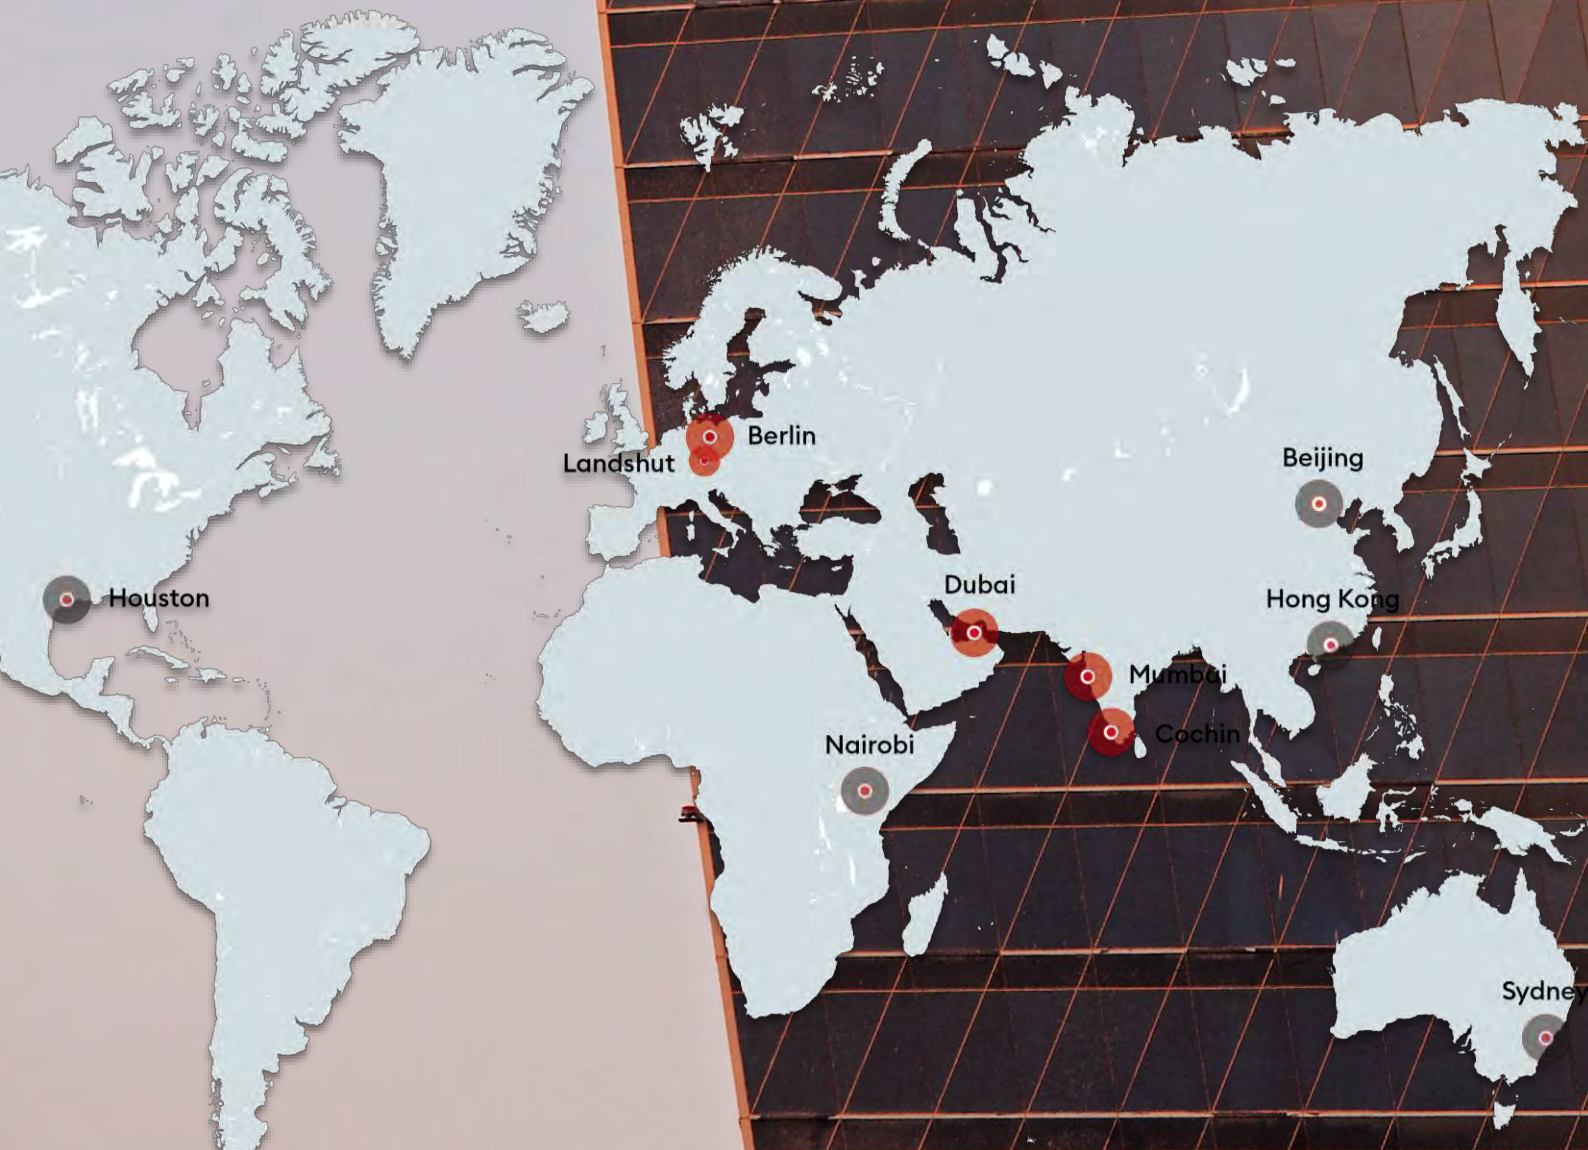 Berlin
Landshut
Beijing
Dubai
Houston
Hong Kong
Mumbai
Cochin
Nairobi
Sydney